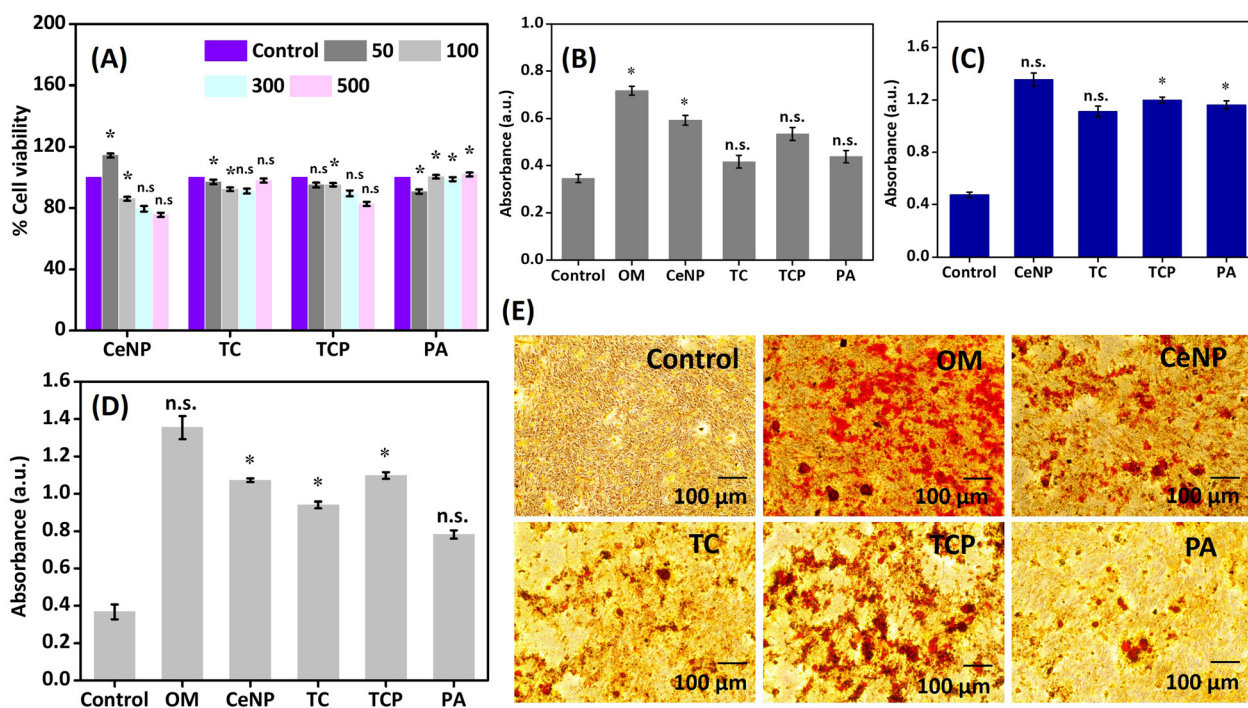 (A)
Control 50 100
300 500
% Cell viability
200
160
120
80
40
0
* * n.s n.s
* * n.s n.s
n.s * n.s n.s
* * * *
CeNP TC TCP PA
(B)
Absorbance (a.u.)
1.0
0.8
0.6
0.4
0.2
0.0
* * n.s. n.s. n.s.
Control OM CeNP TC TCP PA
(C)
Absorbance (a.u.)
1.6
1.2
0.8
0.4
0.0
n.s. n.s. * *
Control CeNP TC TCP PA
(D)
Absorbance (a.u.)
1.6
1.4
1.2
1.0
0.8
0.6
0.4
0.2
0.0
n.s. * * * n.s.
Control OM CeNP TC TCP PA
(E)
Control
100 µm
OM
100 µm
CeNP
100 µm
TC
100 µm
TCP
100 µm
PA
100 µm